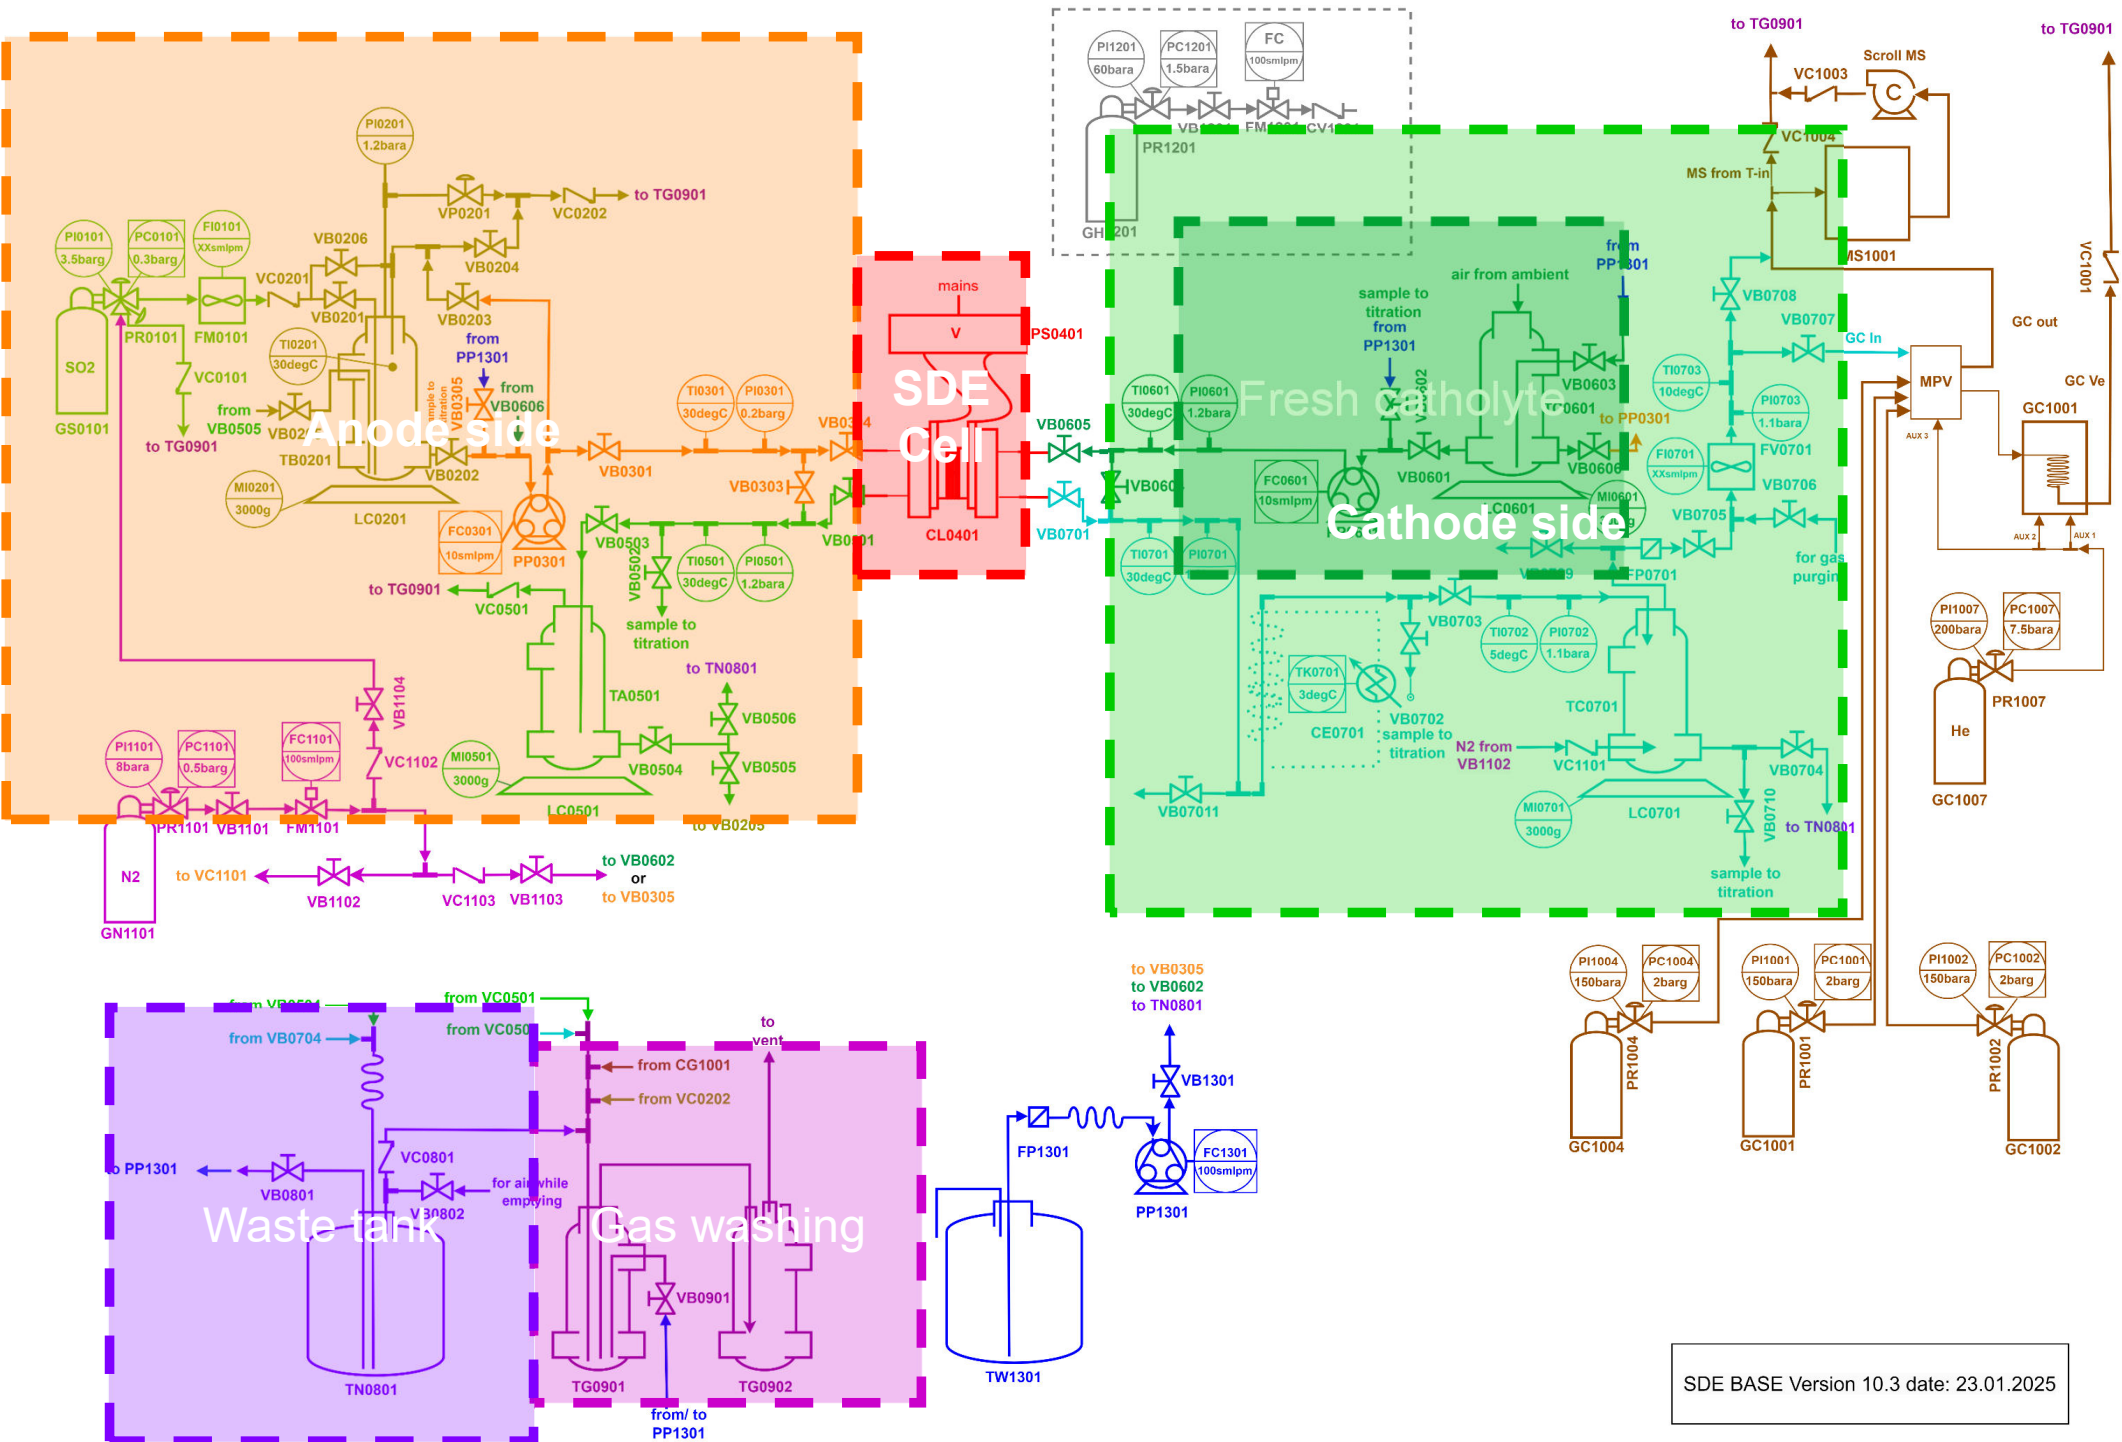 to TG0901
to TG0901
Scroll MS
VC1003
C
VC1004
MS from T-in
MS1001
VC1001
PI1201
60bara
PC1201
1.5bara
FC
100smlpm
PR1201
PI0201
1.2bara
VP0201
VC0202
to TG0901
VB0204
VB0206
VC0201
VB0201
VB0203
PI0101
3.5barg
PC0101
0.3barg
FI0101
XXsmlpm
PR0101
FM0101
SO2
GS0101
VC0101
to TG0901
from
VB0505
TI0201
30degC
TB0201
MI0201
3000g
LC0201
VB0202
from
PP1301
VB0305
from
VB0606
FC0301
10smlpm
PP0301
VB0301
TI0301
30degC
PI0301
0.2barg
VB0303
Anode side
mains
V
PS0401
SDE
Cell
CL0401
VB0503
VB0502
TI0501
30degC
PI0501
1.2bara
to TG0901
VC0501
sample to
titration
to TN0801
TA0501
VB0506
VB0505
VB0504
MI0501
3000g
LC0501
to VB0205
VB1104
VC1102
PI1101
8bara
PC1101
0.5barg
FC1101
100smlpm
PR1101
VB1101
FM1101
N2
GN1101
to VC1101
VB1102
VC1103
VB1103
to VB0602
or
to VB0305
VB0605
VB0701
TI0601
30degC
PI0601
1.2bara
TI0701
30degC
PI0701
sample to
titration
from
PP1301
air from ambient
from
PP1301
VB0603
to PP0301
VB0601
VB0606
FC0601
10smlpm
MI0601
LC0601
Fresh catholyte
Cathode side
VB0708
VB0707
GC In
TI0703
10degC
PI0703
1.1bara
FI0701
XXsmlpm
FV0701
VB0706
VB0705
for gas
FP0701
VB0703
TI0702
5degC
PI0702
1.1bara
TK0701
3degC
CE0701
VB0702
sample to
titration
TC0701
N2 from
VB1102
VC1101
VB0704
VB07011
MI0701
3000g
LC0701
VB0710
to TN0801
sample to
titration
GC out
MPV
GC Ve
GC1001
AUX 3
AUX 2
AUX 1
PI1007
200bara
PC1007
7.5bara
PR1007
He
GC1007
PI1004
150bara
PC1004
2barg
PR1004
GC1004
PI1001
150bara
PC1001
2barg
PR1001
GC1001
PI1002
150bara
PC1002
2barg
PR1002
GC1002
from VC0501
from VB0704
VC0801
VB0801
VB0802
for air while
emptying
Waste tank
TN0801
from CG1001
from VC0202
to
vent
Gas washing
VB0901
TG0901
TG0902
from/ to
PP1301
to VB0305
to VB0602
to TN0801
VB1301
FP1301
FC1301
100smlpm
PP1301
TW1301
SDE BASE Version 10.3 date: 23.01.2025